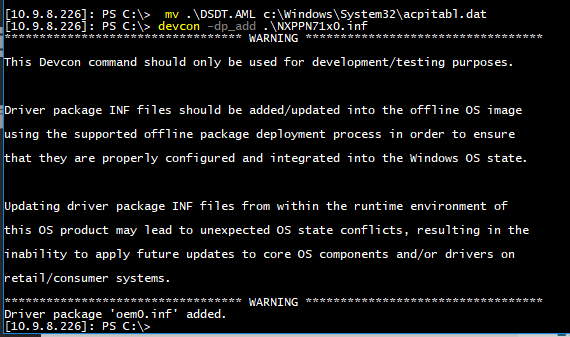 [10.9.8.226]: PS C:\> mv .\DSDT.AML c:\Windows\System32\acpitabl.dat
[10.9.8.226]: PS C:\> devcon -dp_add .\NXPPN71x0.inf
********************************** WARNING **********************************
This Devcon command should only be used for development/testing purposes.
Driver package INF files should be added/updated into the offline OS image
using the supported offline package deployment process in order to ensure
that they are properly configured and integrated into the Windows OS state.
Updating driver package INF files from within the runtime environment of
this OS product may lead to unexpected OS state conflicts, resulting in the
inability to apply future updates to core OS components and/or drivers on
retail/consumer systems.
********************************** WARNING **********************************
Driver package 'oem0.inf' added.
[10.9.8.226]: PS C:\>